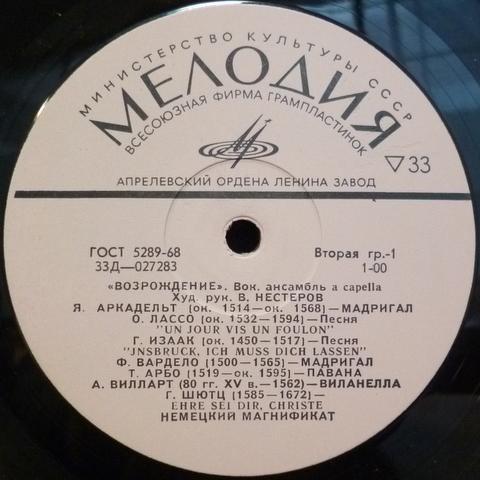 МИНИСТЕРСТВО КУЛЬТУРЫ СССР
МЕЛОДИЯ
ВСЕСОЮЗНАЯ ФИРМА ГРАМПЛАСТИНОК
▽33
АПРЕЛЕВСКИЙ ОРДЕНА ЛЕНИНА ЗАВОД
ГОСТ 5289-68 Вторая гр.-1
33Д—027283 1-00
«ВОЗРОЖДЕНИЕ». Вок. ансамбль a capella
Худ. рук. В. НЕСТЕРОВ
Я. АРКАДЕЛЬТ (ок. 1514—ок. 1568)—МАДРИГАЛ
О. ЛАССО (ок. 1532—1594)—Песня
"UN JOUR VIS UN FOULON"
Г. ИЗААК (ок. 1450—1517)—Песня
"JNSBRUCK, ICH MUSS DICH LASSEN"
Ф. ВАРДЕЛО (1500—1565)—МАДРИГАЛ
Т. АРБО (1519—ок. 1595)—ПАВАНА
А. ВИЛЛАРТ (80 гг. XV в.—1562)—ВИЛАНЕЛЛА
Г. ШЮТЦ (1585—1672)—
EHRE SEI DIR, CHRISTE
НЕМЕЦКИЙ МАГНИФИКАТ